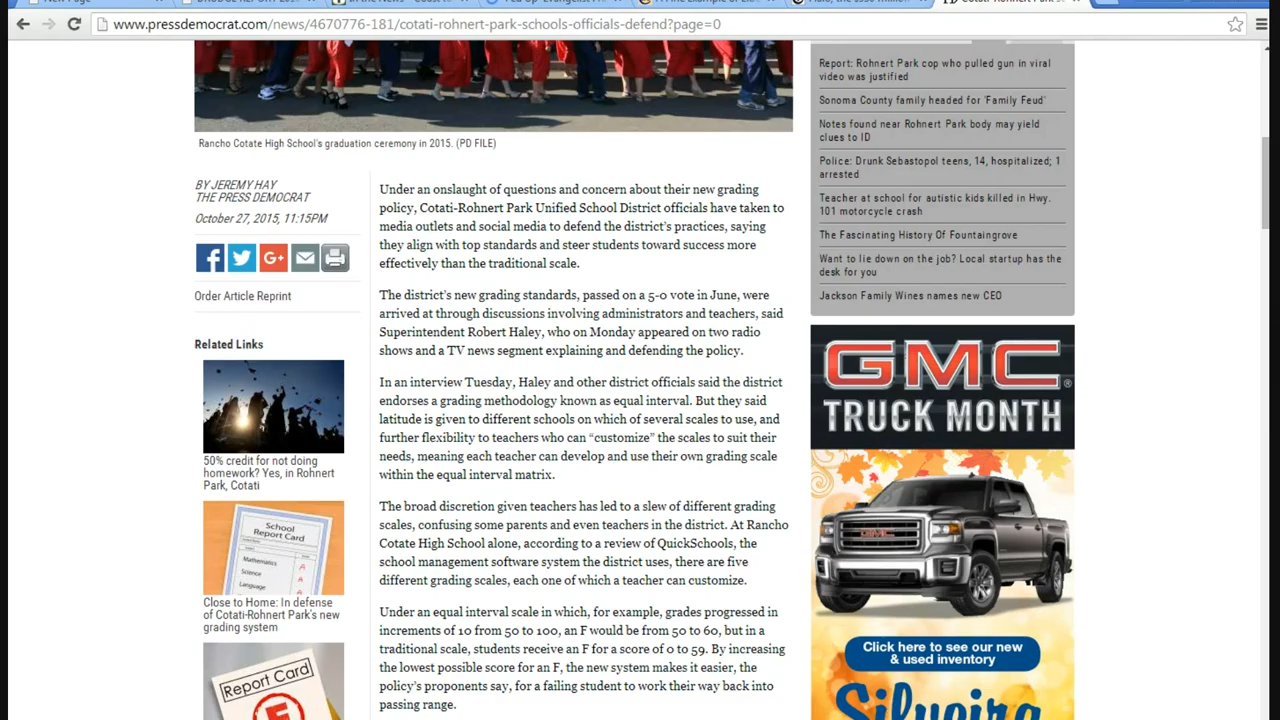 www.pressdemocrat.com/news/4670776-181/cotati-rohnert-park-schools-officials-defend?page=0
Rancho Cotate High School's graduation ceremony in 2015. (PD FILE)
BY JEREMY HAY
THE PRESS DEMOCRAT
October 27, 2015, 11:15PM
Order Article Reprint
Related Links
50% credit for not doing
homework? Yes, in Rohnert
Park, Cotati
School
Report Card
Mathematics
Science
Language
Close to Home: In defense
of Cotati-Rohnert Park's new
grading system
Report Card
F
Under an onslaught of questions and concern about their new grading
policy, Cotati-Rohnert Park Unified School District officials have taken to
media outlets and social media to defend the district's practices, saying
they align with top standards and steer students toward success more
effectively than the traditional scale.
The district's new grading standards, passed on a 5-0 vote in June, were
arrived at through discussions involving administrators and teachers, said
Superintendent Robert Haley, who on Monday appeared on two radio
shows and a TV news segment explaining and defending the policy.
In an interview Tuesday, Haley and other district officials said the district
endorses a grading methodology known as equal interval. But they said
latitude is given to different schools on which of several scales to use, and
further flexibility to teachers who can “customize” the scales to suit their
needs, meaning each teacher can develop and use their own grading scale
within the equal interval matrix.
The broad discretion given teachers has led to a slew of different grading
scales, confusing some parents and even teachers in the district. At Rancho
Cotate High School alone, according to a review of QuickSchools, the
school management software system the district uses, there are five
different grading scales, each one of which a teacher can customize.
Under an equal interval scale in which, for example, grades progressed in
increments of 10 from 50 to 100, an F would be from 50 to 60, but in a
traditional scale, students receive an F for a score of 0 to 59. By increasing
the lowest possible score for an F, the new system makes it easier, the
policy's proponents say, for a failing student to work their way back into
passing range.
Report: Rohnert Park cop who pulled gun in viral
video was justified
Sonoma County family headed for 'Family Feud'
Notes found near Rohnert Park body may yield
clues to ID
Police: Drunk Sebastopol teens, 14, hospitalized; 1
arrested
Teacher at school for autistic kids killed in Hwy.
101 motorcycle crash
The Fascinating History Of Fountaingrove
Want to lie down on the job? Local startup has the
desk for you
Jackson Family Wines names new CEO
GMC
TRUCK MONTH
Click here to see our new
& used inventory
Silveira